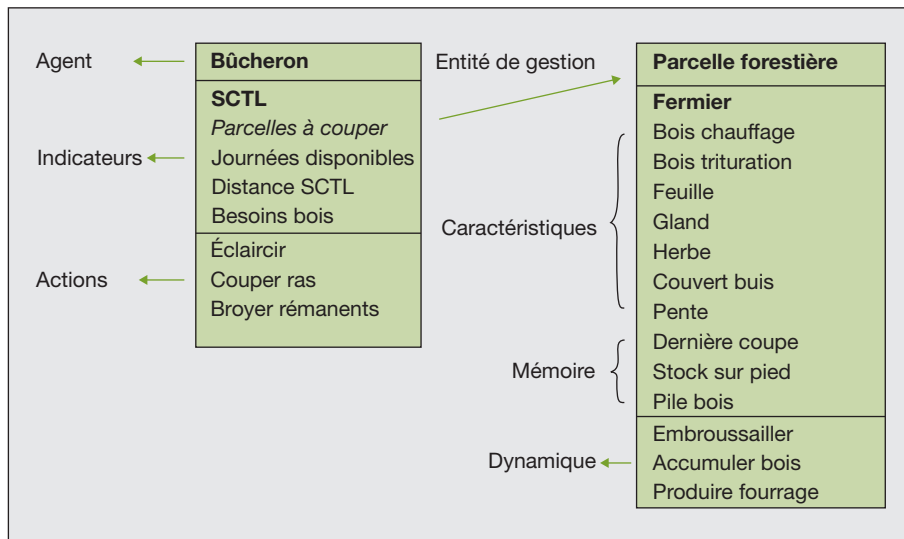 Agent
Bûcheron
SCTL
Parcelles à couper
Indicateurs
Journées disponibles
Distance SCTL
Besoins bois
Actions
Éclaircir
Couper ras
Broyer rémanents
Entité de gestion
Parcelle forestière
Fermier
Caractéristiques
Bois chauffage
Bois trituration
Feuille
Gland
Herbe
Couvert buis
Pente
Mémoire
Dernière coupe
Stock sur pied
Pile bois
Dynamique
Embroussailler
Accumuler bois
Produire fourrage